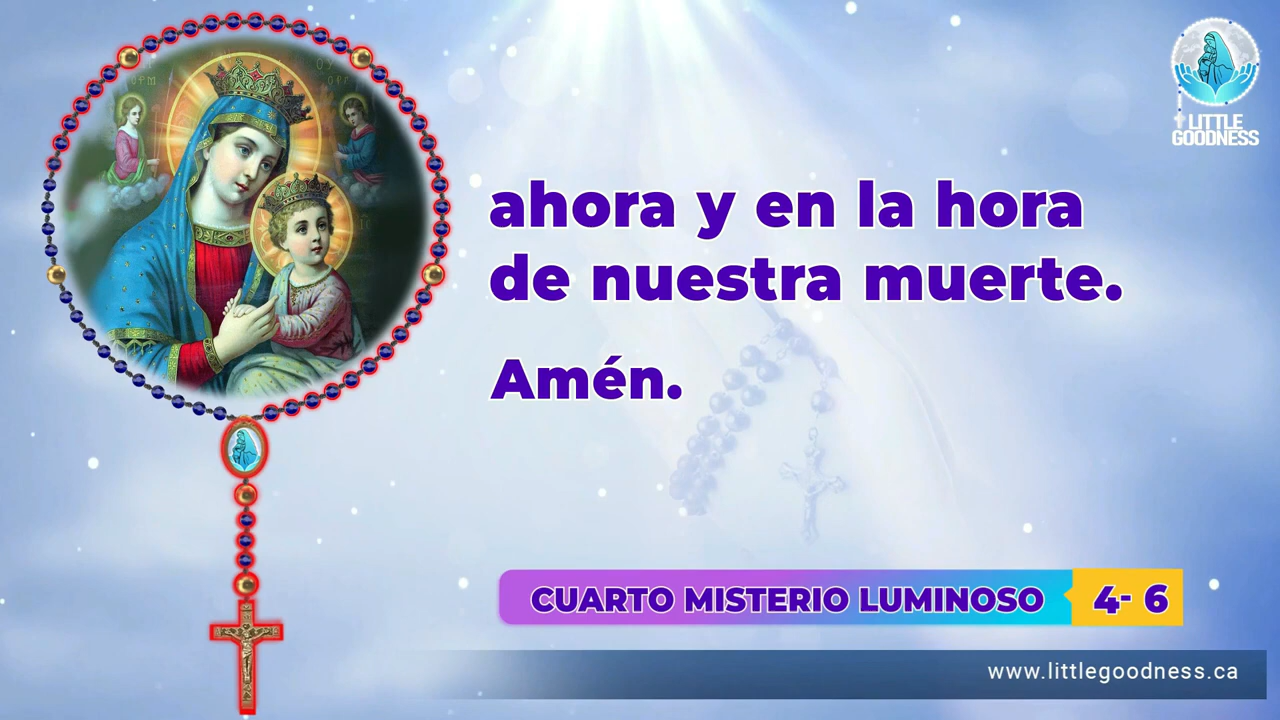 LITTLE
GOODNESS
ahora y en la hora
de nuestra muerte.
Amén.
CUARTO MISTERIO LUMINOSO 4- 6
www.littlegoodness.ca